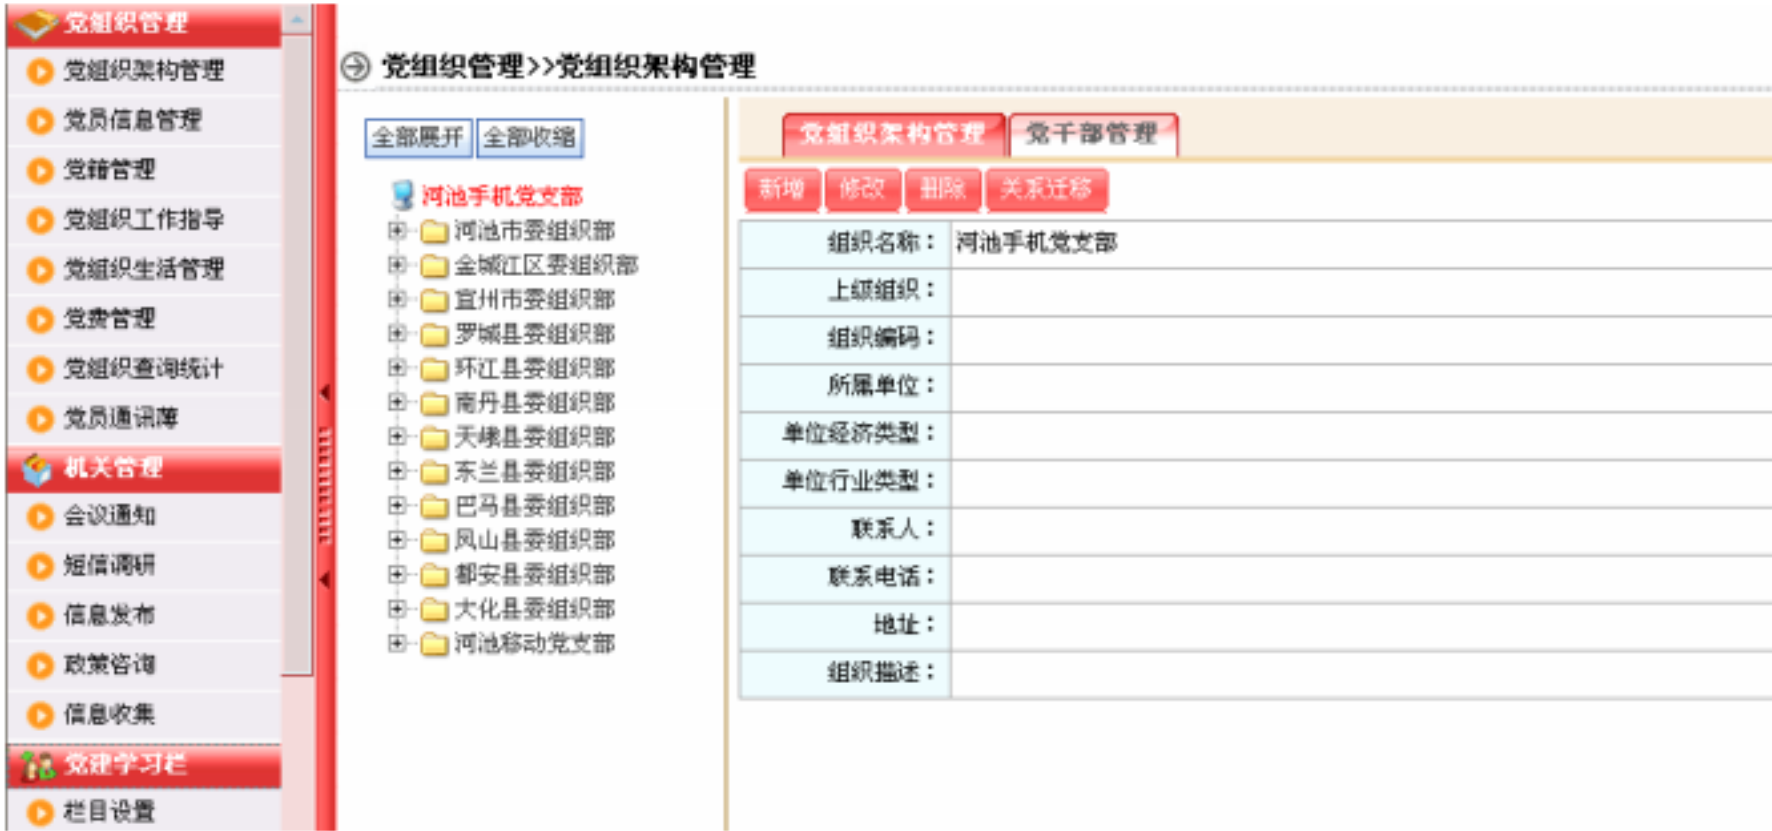 党组织管理
党组织架构管理
党员信息管理
党籍管理
党组织工作指导
党组织生活管理
党费管理
党组织查询统计
党员通讯薄
机关管理
会议通知
短信调研
信息发布
政策咨询
信息收集
党建学习栏
栏目设置
党组织管理>>党组织架构管理
全部展开 全部收缩
河池手机党支部
河池市委组织部
金城江区委组织部
宜州市委组织部
罗城县委组织部
环江县委组织部
南丹县委组织部
天峨县委组织部
东兰县委组织部
巴马县委组织部
凤山县委组织部
都安县委组织部
大化县委组织部
河池移动党支部
党组织架构管理 党干部管理
新增 修改 删除 关系迁移
组织名称： 河池手机党支部
上级组织：
组织编码：
所属单位：
单位经济类型：
单位行业类型：
联系人：
联系电话：
地址：
组织描述：